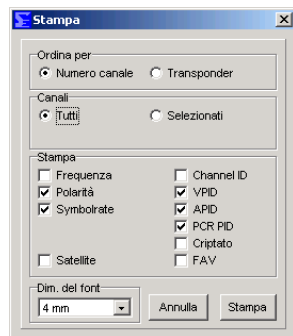 Stampa
Ordina per
Numero canale Transponder
Canali
Tutti Selezionati
Stampa
Frequenza Channel ID
Polarità VPID
Symbolrate APID
PCR PID
Criptato
Satellite FAV
Dim. del font
4 mm Annulla Stampa